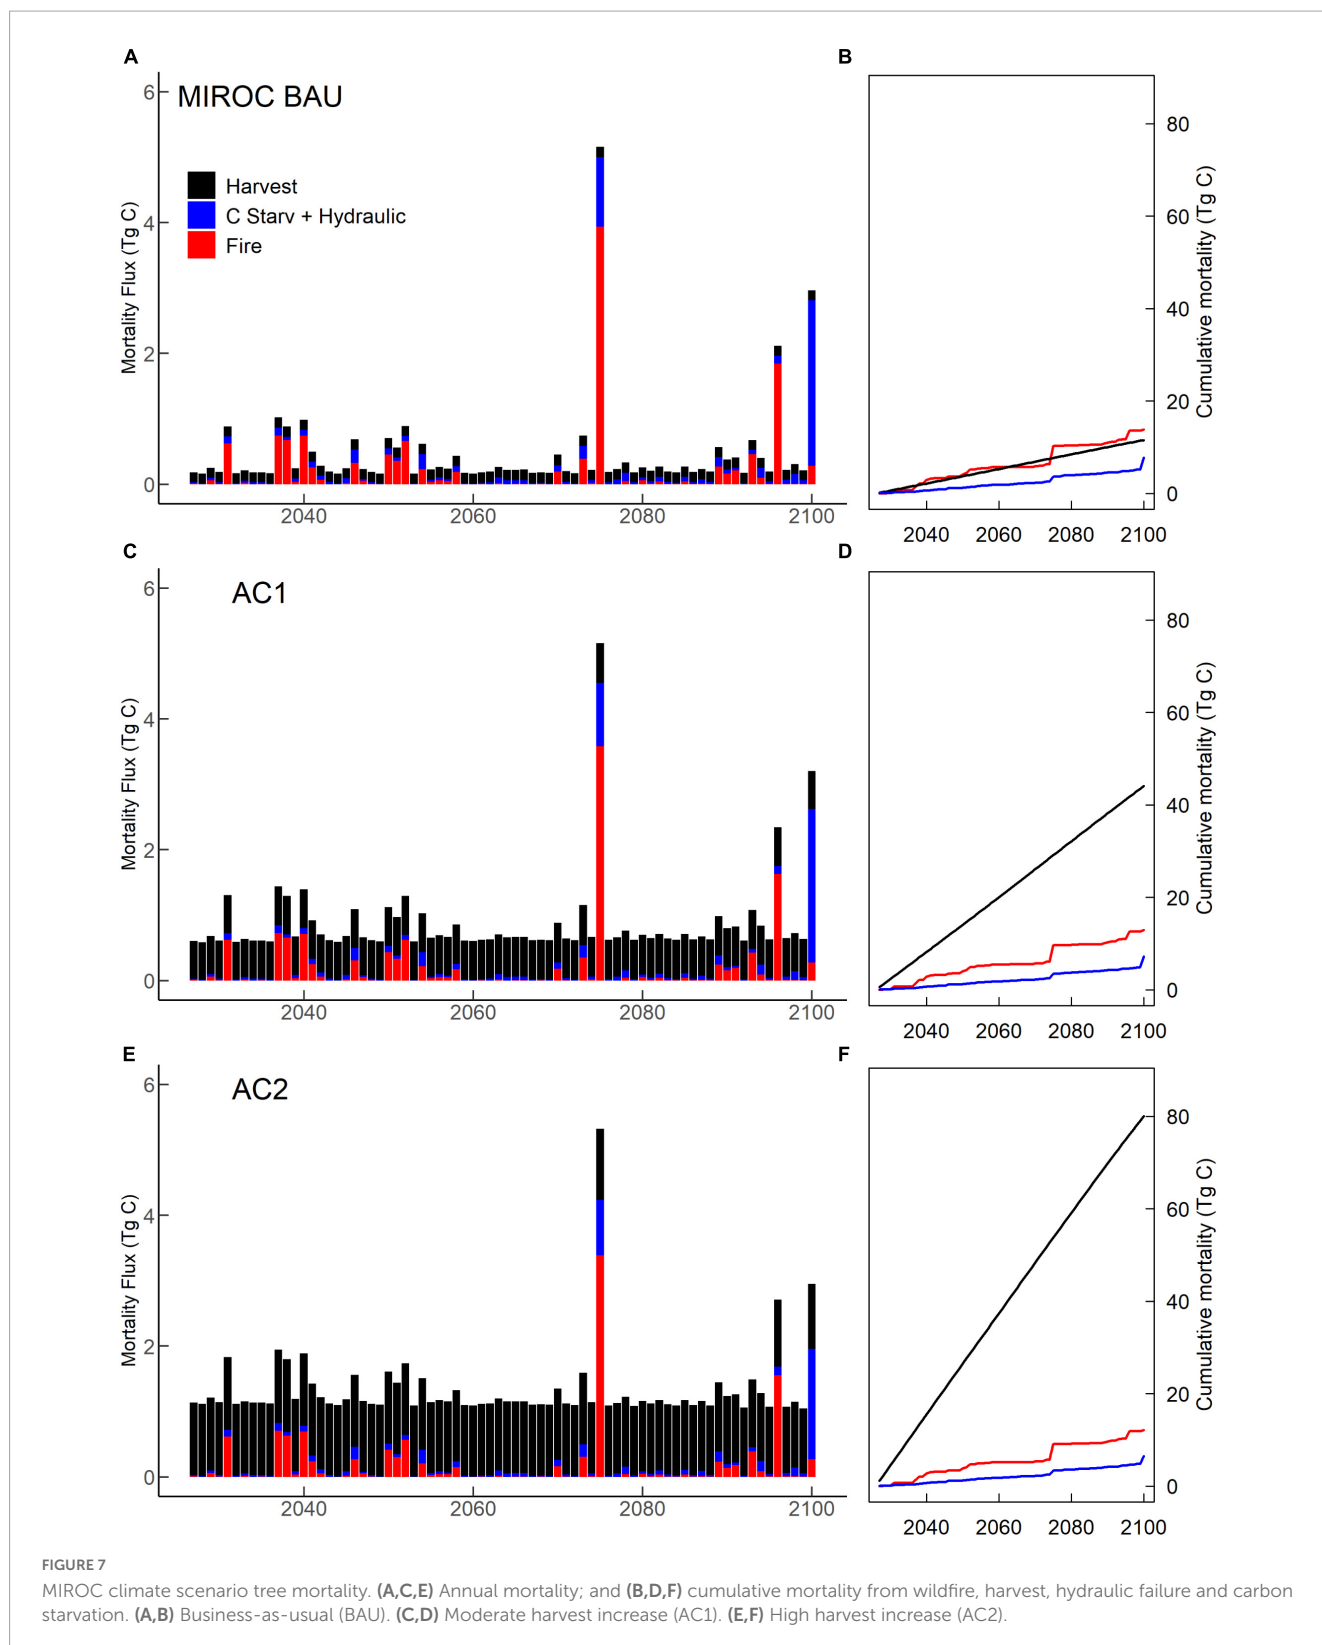 A
MIROC BAU
Harvest
C Starv + Hydraulic
Fire
Mortality Flux (Tg C)
6
4
2
0
2040 2060 2080 2100
B
80
60
40
20
0
Cumulative mortality (Tg C)
2040 2060 2080 2100
C
AC1
Mortality Flux (Tg C)
6
4
2
0
2040 2060 2080 2100
D
80
60
40
20
0
Cumulative mortality (Tg C)
2040 2060 2080 2100
E
AC2
Mortality Flux (Tg C)
6
4
2
0
2040 2060 2080 2100
F
80
60
40
20
0
Cumulative mortality (Tg C)
2040 2060 2080 2100
FIGURE 7
MIROC climate scenario tree mortality. (A,C,E) Annual mortality; and (B,D,F) cumulative mortality from wildfire, harvest, hydraulic failure and carbon
starvation. (A,B) Business-as-usual (BAU). (C,D) Moderate harvest increase (AC1). (E,F) High harvest increase (AC2).